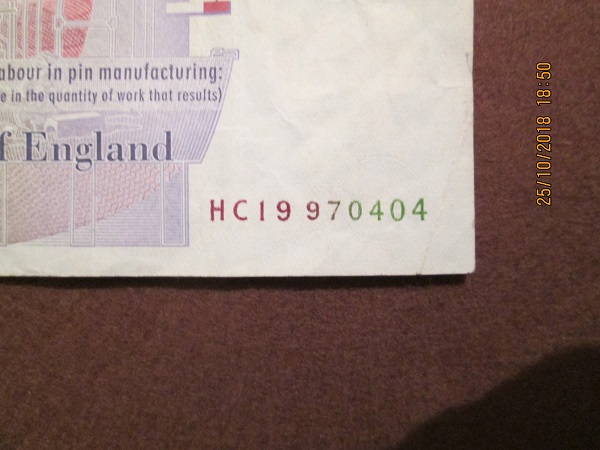 abour in pin manufacturing:
e in the quantity of work that results)
f England
HC19 970404
25/10/2018 18:50